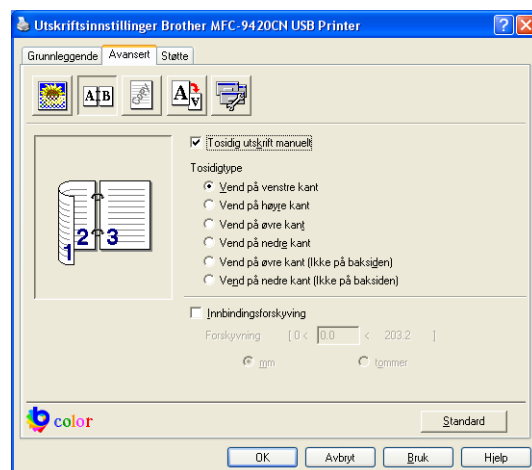 Utskriftsinnstillinger Brother MFC-9420CN USB Printer
Grunnleggende Avansert Støtte
A B
A A
Tosidig utskrift manuelt
Tosidigtype
Vend på venstre kant
Vend på høyre kant
Vend på øvre kant
Vend på nedre kant
Vend på øvre kant (Ikke på baksiden)
Vend på nedre kant (Ikke på baksiden)
1 2 3
Innbindingsforskyving
Forskyvning [ 0 < 0.0 < 203.2 ]
mm tommer
color
Standard
OK Avbryt Bruk Hjelp